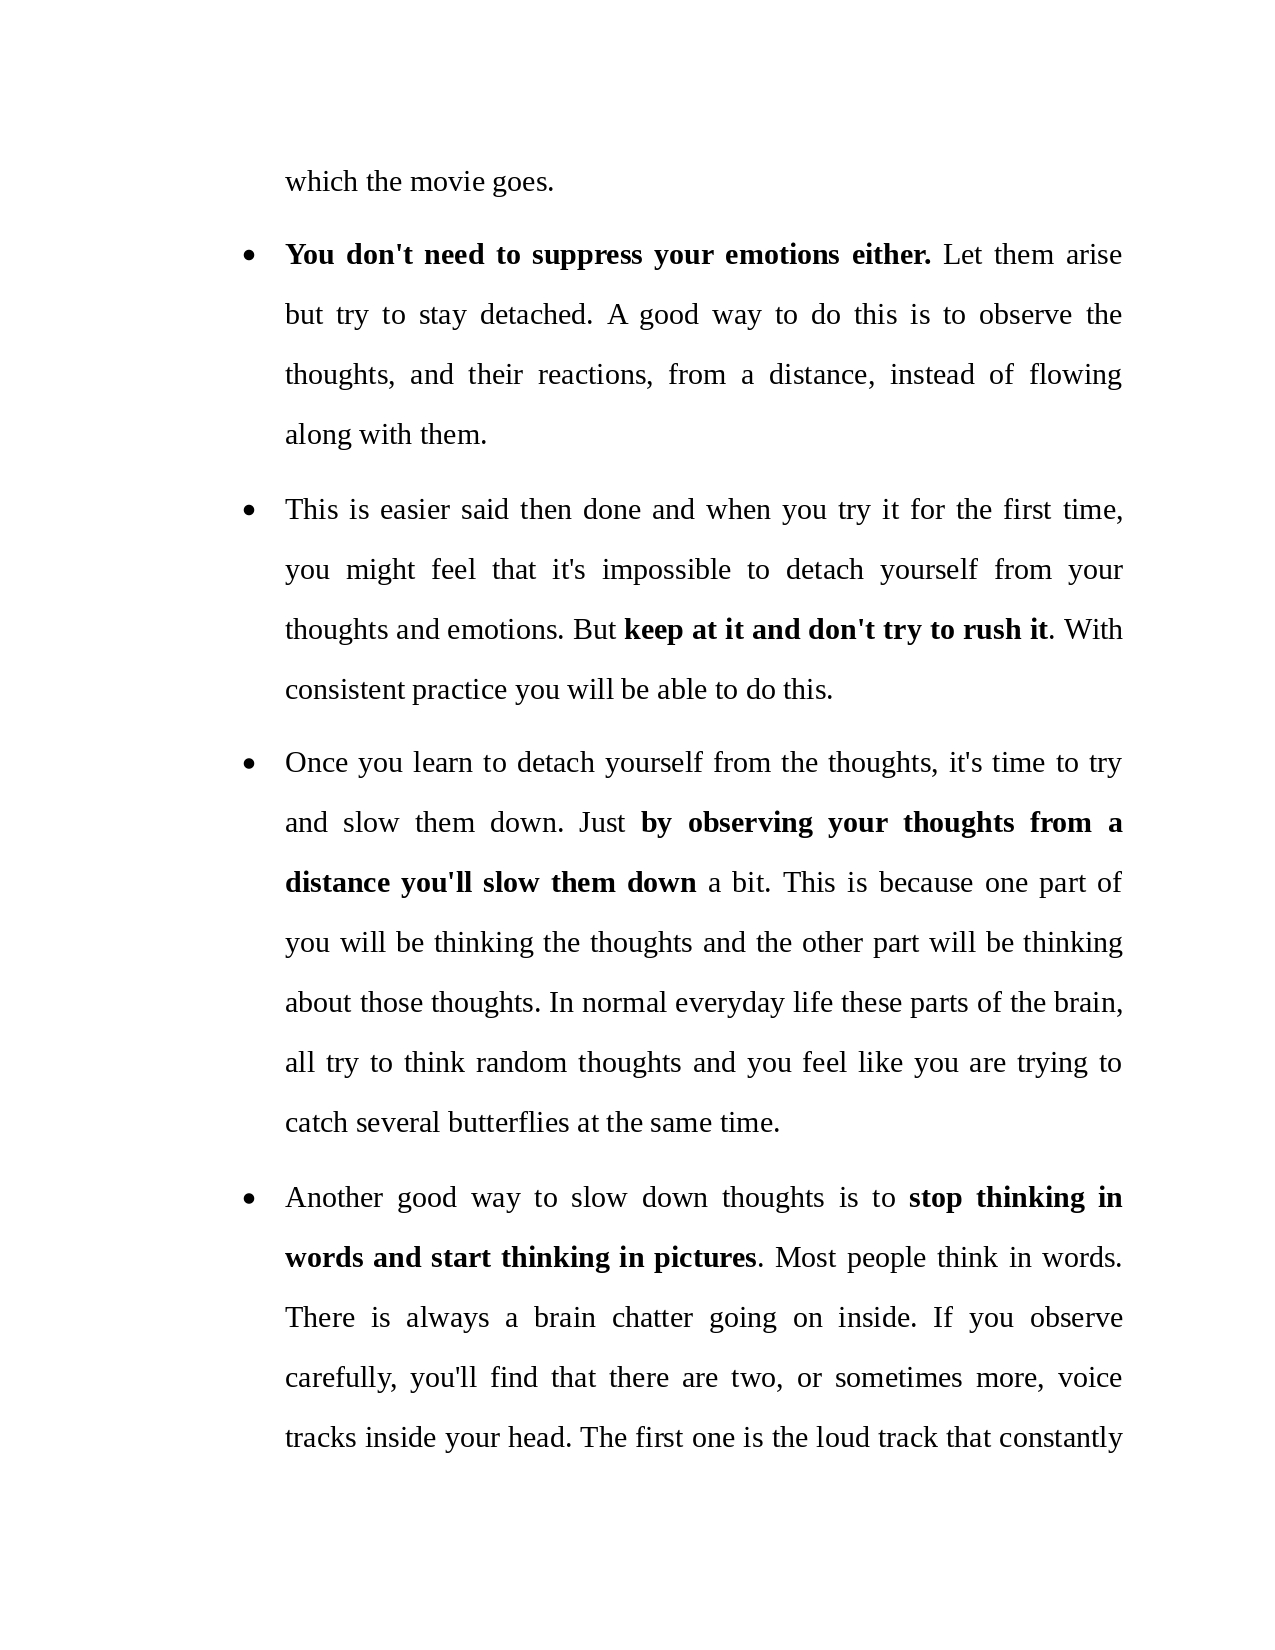 which the movie goes.
• You don't need to suppress your emotions either. Let them arise
but try to stay detached. A good way to do this is to observe the
thoughts, and their reactions, from a distance, instead of flowing
along with them.
• This is easier said then done and when you try it for the first time,
you might feel that it's impossible to detach yourself from your
thoughts and emotions. But keep at it and don't try to rush it. With
consistent practice you will be able to do this.
• Once you learn to detach yourself from the thoughts, it's time to try
and slow them down. Just by observing your thoughts from a
distance you'll slow them down a bit. This is because one part of
you will be thinking the thoughts and the other part will be thinking
about those thoughts. In normal everyday life these parts of the brain,
all try to think random thoughts and you feel like you are trying to
catch several butterflies at the same time.
• Another good way to slow down thoughts is to stop thinking in
words and start thinking in pictures. Most people think in words.
There is always a brain chatter going on inside. If you observe
carefully, you'll find that there are two, or sometimes more, voice
tracks inside your head. The first one is the loud track that constantly